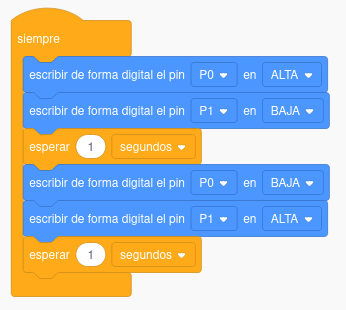 siempre
escribir de forma digital el pin P0 en ALTA
escribir de forma digital el pin P1 en BAJA
esperar 1 segundos
escribir de forma digital el pin P0 en BAJA
escribir de forma digital el pin P1 en ALTA
esperar 1 segundos